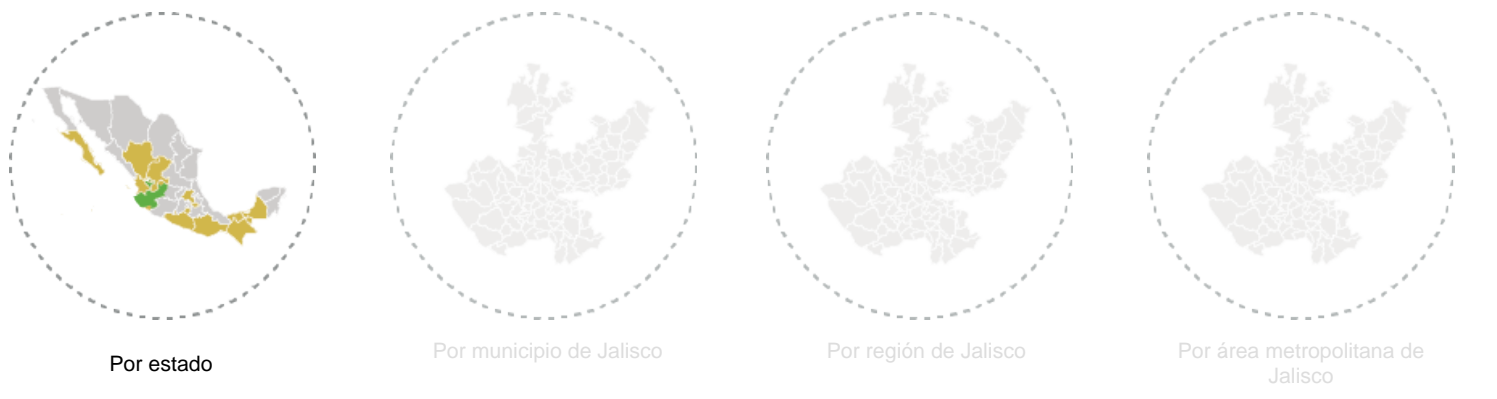 Por estado
Por municipio de Jalisco
Por región de Jalisco
Por área metropolitana de
Jalisco